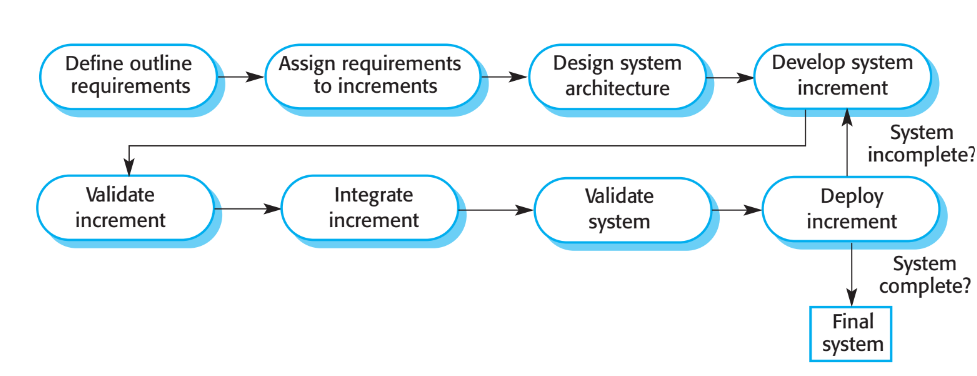 Define outline
requirements
Assign requirements
to increments
Design system
architecture
Develop system
increment
System
incomplete?
Validate
increment
Integrate
increment
Validate
system
Deploy
increment
System
complete?
Final
system